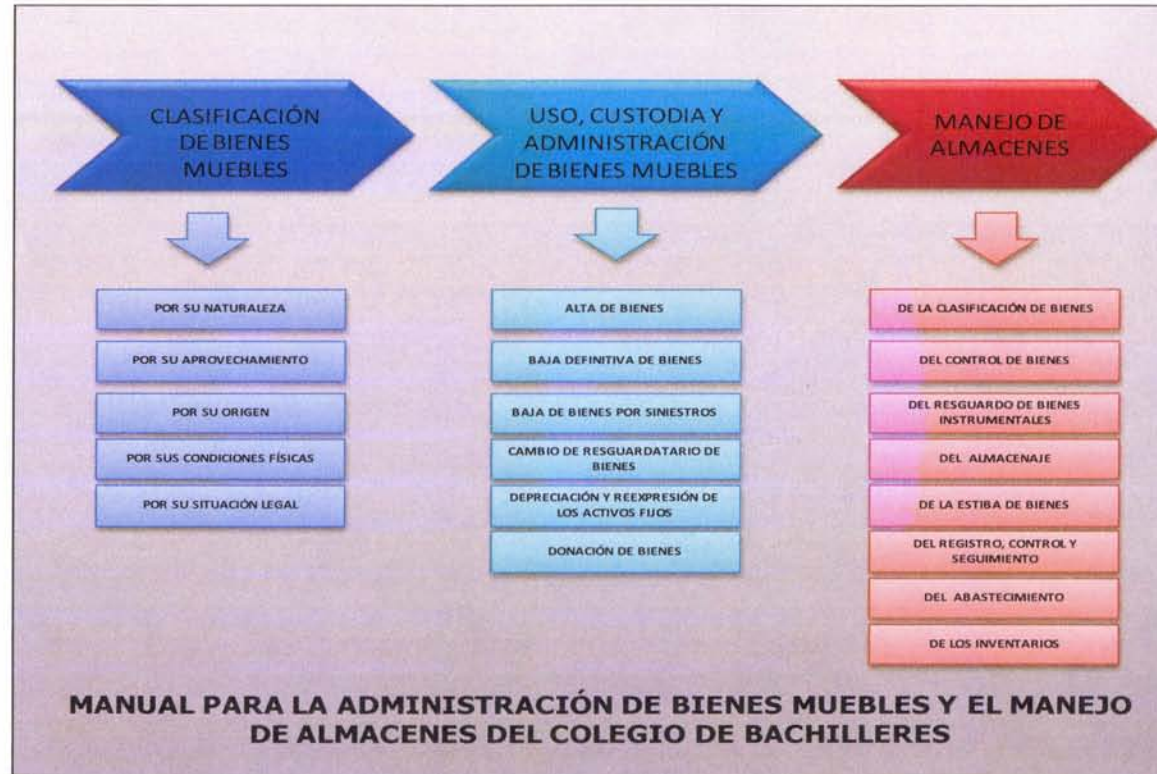 CLASIFICACIÓN
DE BIENES
MUEBLES
POR SU NATURALEZA
POR SU APROVECHAMIENTO
POR SU ORIGEN
POR SUS CONDICIONES FÍSICAS
POR SU SITUACIÓN LEGAL
USO, CUSTODIA Y
ADMINISTRACIÓN
DE BIENES MUEBLES
ALTA DE BIENES
BAJA DEFINITIVA DE BIENES
BAJA DE BIENES POR SINIESTROS
CAMBIO DE RESGUARDATARIO DE
BIENES
DEPRECIACIÓN Y REEXPRESIÓN DE
LOS ACTIVOS FIJOS
DONACIÓN DE BIENES
MANEJO DE
ALMACENES
DE LA CLASIFICACIÓN DE BIENES
DEL CONTROL DE BIENES
DEL RESGUARDO DE BIENES
INSTRUMENTALES
DEL ALMACENAJE
DE LA ESTIBA DE BIENES
DEL REGISTRO, CONTROL Y
SEGUIMIENTO
DEL ABASTECIMIENTO
DE LOS INVENTARIOS
MANUAL PARA LA ADMINISTRACIÓN DE BIENES MUEBLES Y EL MANEJO
DE ALMACENES DEL COLEGIO DE BACHILLERES